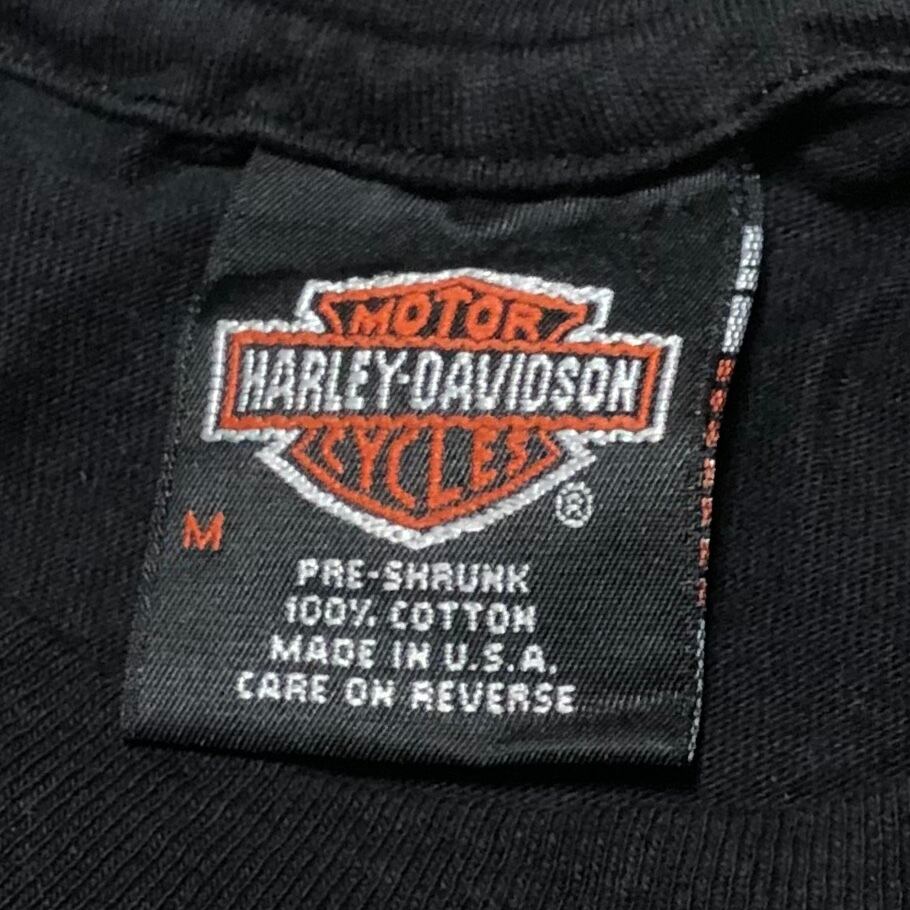 MOTOR
HARLEY-DAVIDSON
CYCLES
®
M
PRE-SHRUNK
100% COTTON
MADE IN U.S.A.
CARE ON REVERSE